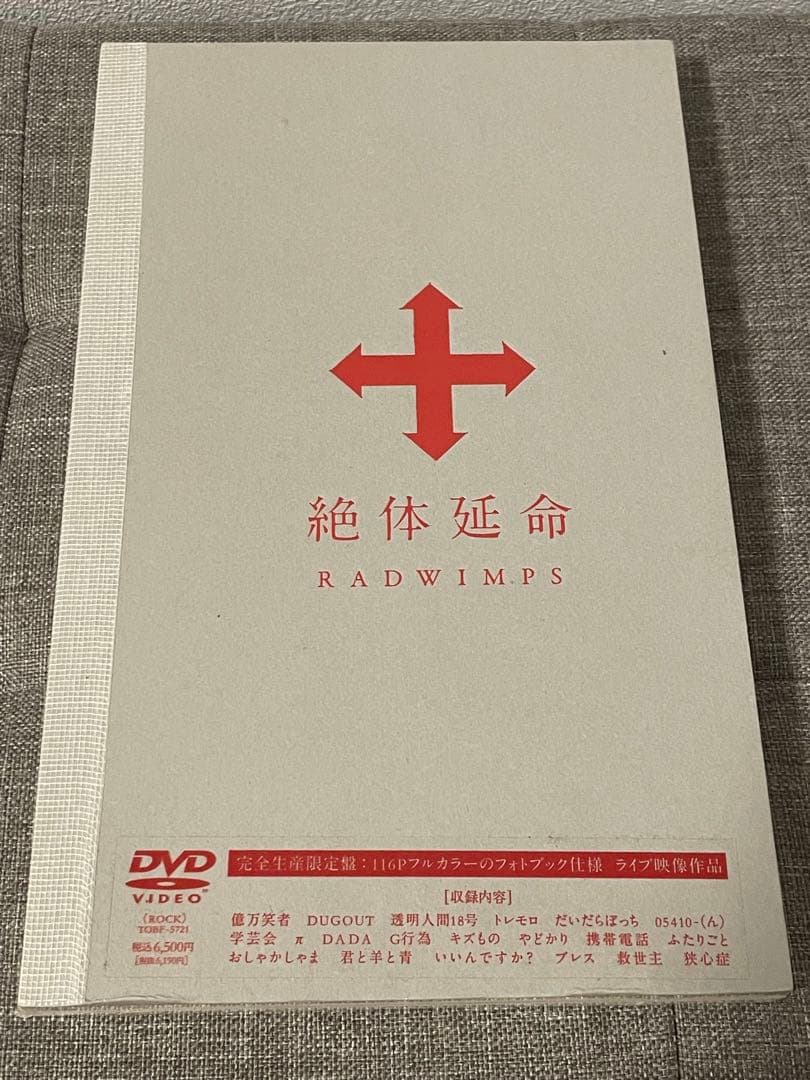 絶体延命
RADWIMPS
DVD
VIDEO
(ROCK)
TOBF-5721
税込6,500円
[税抜6,190円]
完全生産限定盤：116Pフルカラーのフォトブック仕様 ライブ映像作品
[収録内容]
億万笑者 DUGOUT 透明人間18号 トレモロ だいだらぼっち 05410-(ん)
学芸会 π DADA G行為 キズもの やどかり 携帯電話 ふたりごと
おしゃかしゃま 君と羊と青 いいんですか? ブレス 救世主 狭心症